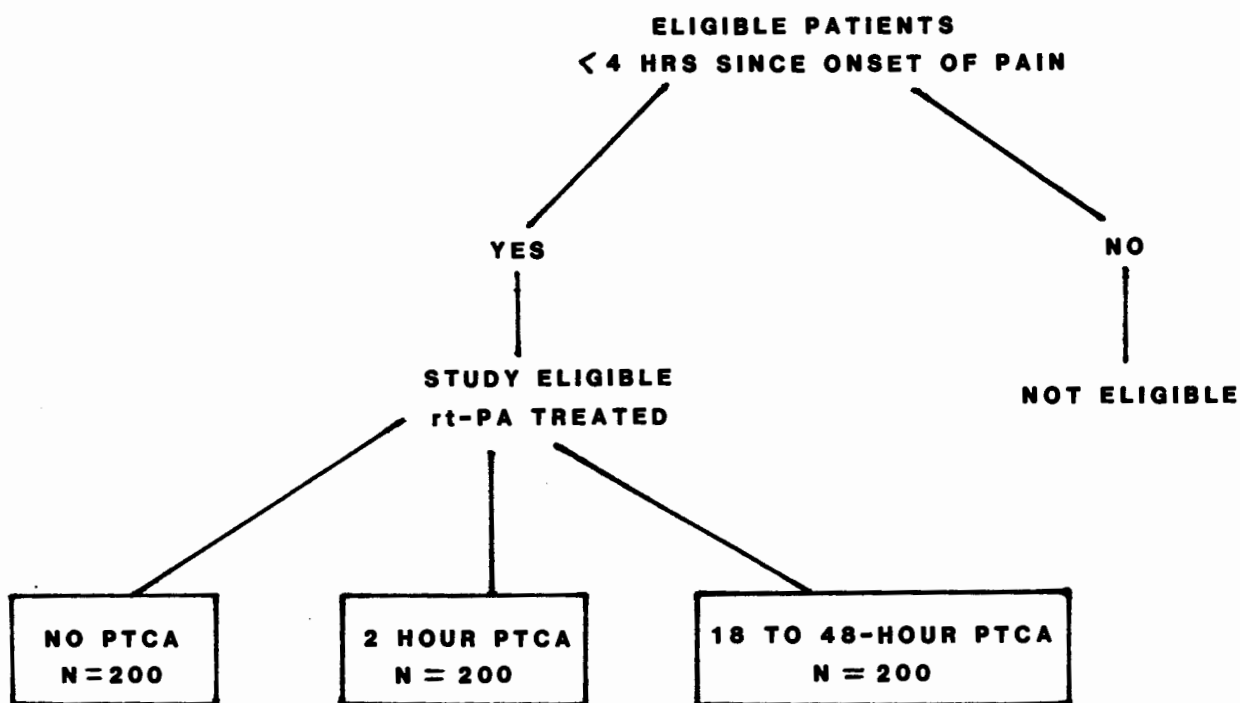 ELIGIBLE PATIENTS
< 4 HRS SINCE ONSET OF PAIN
YES
NO
STUDY ELIGIBLE
rt-PA TREATED
NOT ELIGIBLE
NO PTCA
N = 200
2 HOUR PTCA
N = 200
18 TO 48-HOUR PTCA
N = 200